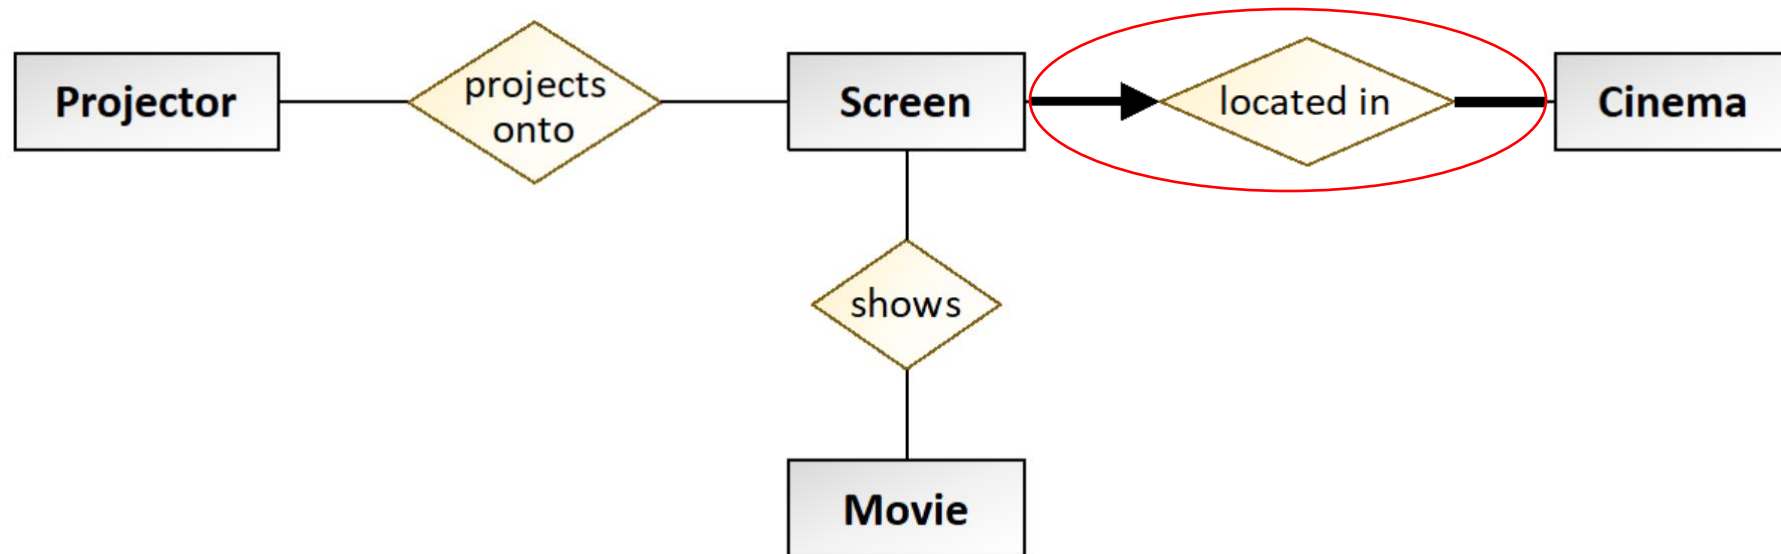 Projector
projects
onto
Screen
located in
Cinema
shows
Movie